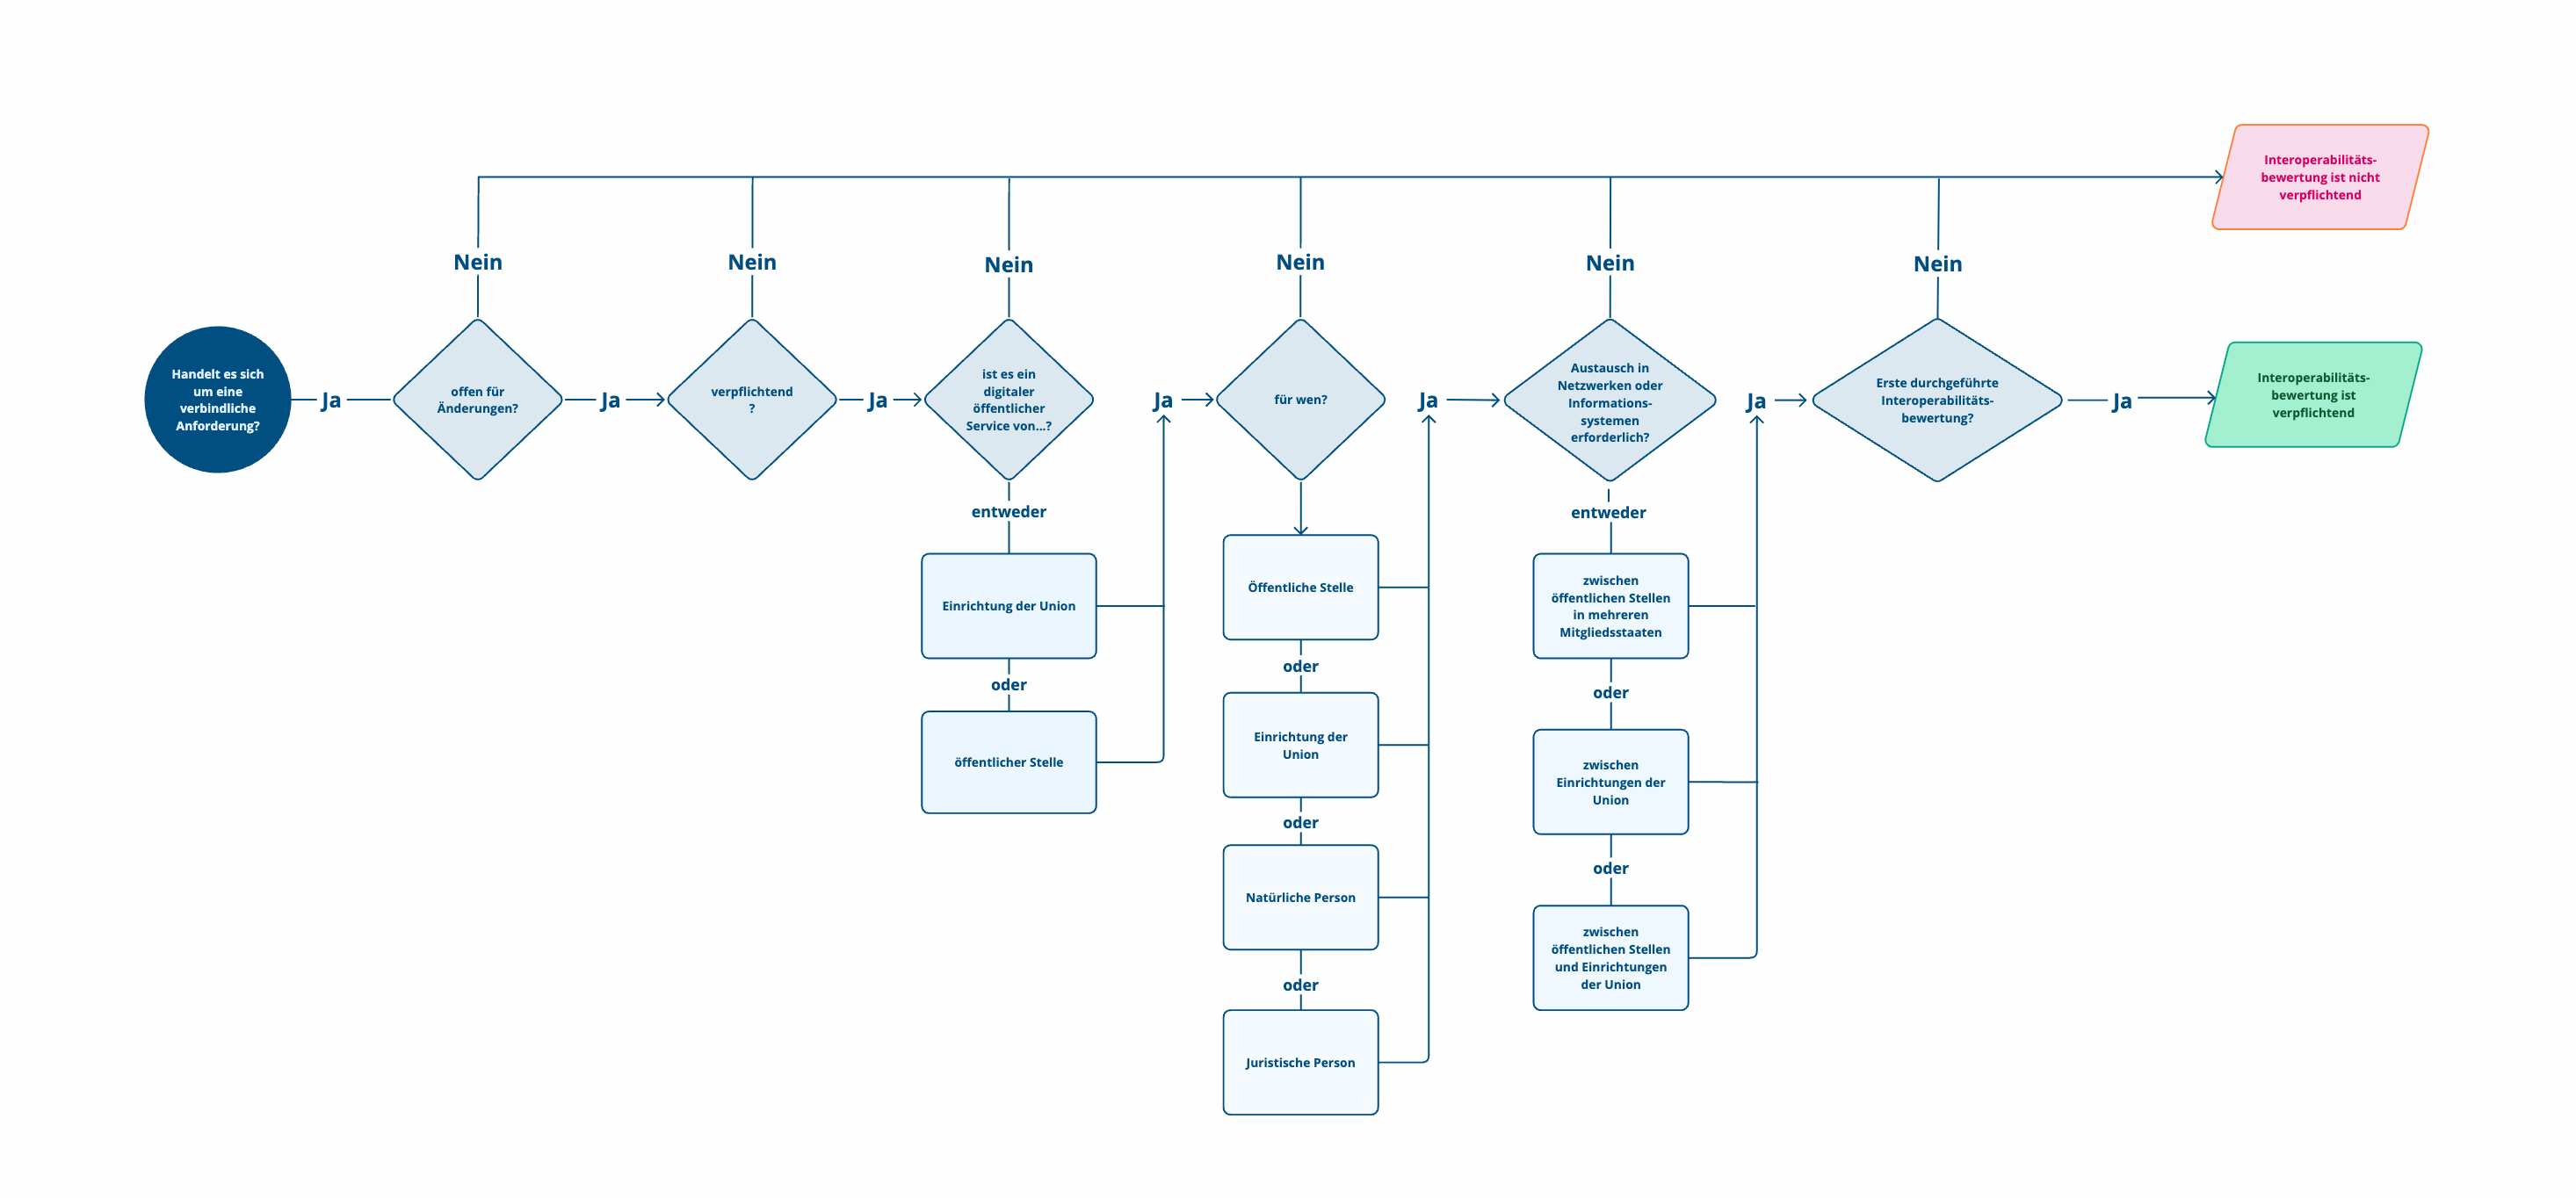 Interoperabilitäts-
bewertung ist nicht
verpflichtend
Nein
Nein
Nein
Nein
Nein
Nein
Handelt es sich
um eine
verbindliche
Anforderung?
Ja
offen für
Änderungen?
Ja
verpflichtend
?
Ja
ist es ein
digitaler
öffentlicher
Service von...?
Ja
für wen?
Ja
Austausch in
Netzwerken oder
Informations-
systemen
erforderlich?
Ja
Erste durchgeführte
Interoperabilitäts-
bewertung?
Ja
Interoperabilitäts-
bewertung ist
verpflichtend
entweder
Einrichtung der Union
oder
öffentlicher Stelle
Öffentliche Stelle
oder
Einrichtung der
Union
oder
Natürliche Person
oder
Juristische Person
entweder
zwischen
öffentlichen Stellen
in mehreren
Mitgliedsstaaten
oder
zwischen
Einrichtungen der
Union
oder
zwischen
öffentlichen Stellen
und Einrichtungen
der Union